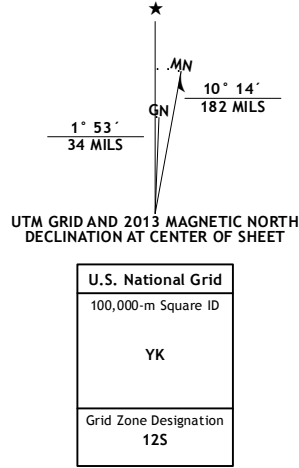 ★
MN
GN
10° 14´
182 MILS
1° 53´
34 MILS
UTM GRID AND 2013 MAGNETIC NORTH
DECLINATION AT CENTER OF SHEET
U.S. National Grid
100,000-m Square ID
YK
Grid Zone Designation
12S